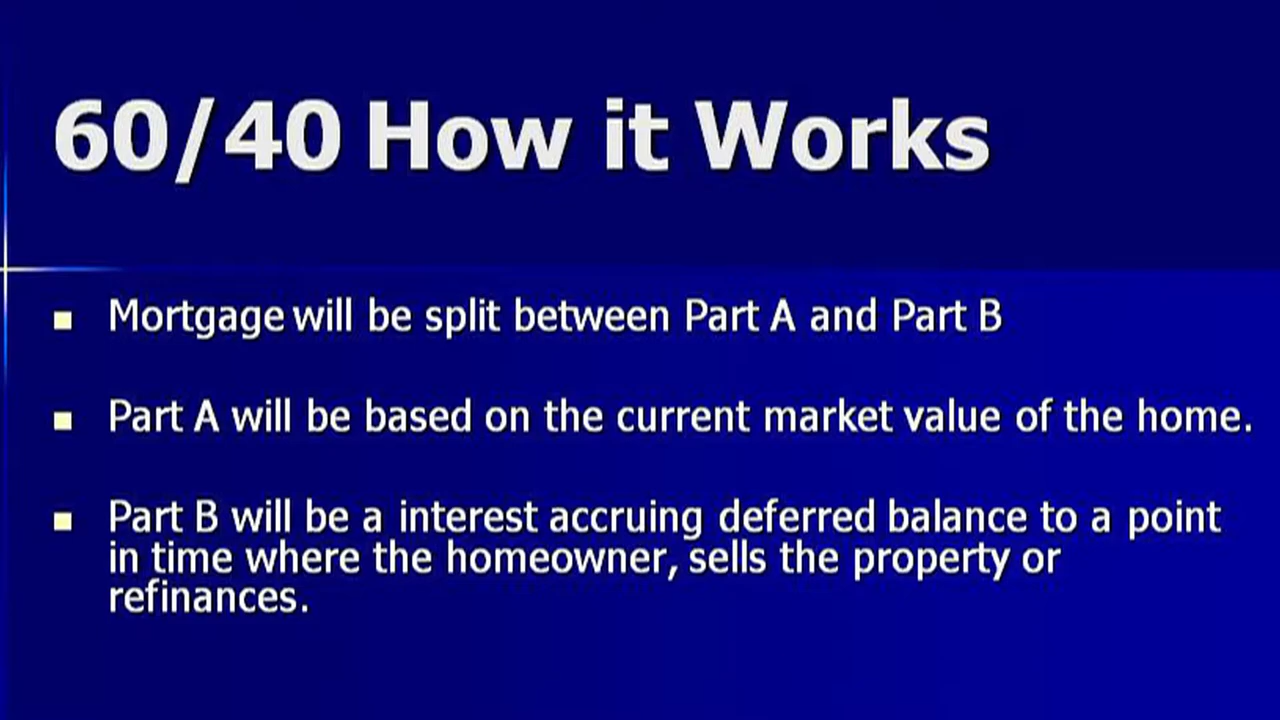 60/40 How it Works
Mortgage will be split between Part A and Part B
Part A will be based on the current market value of the home.
Part B will be a interest accruing deferred balance to a point
in time where the homeowner, sells the property or
refinances.